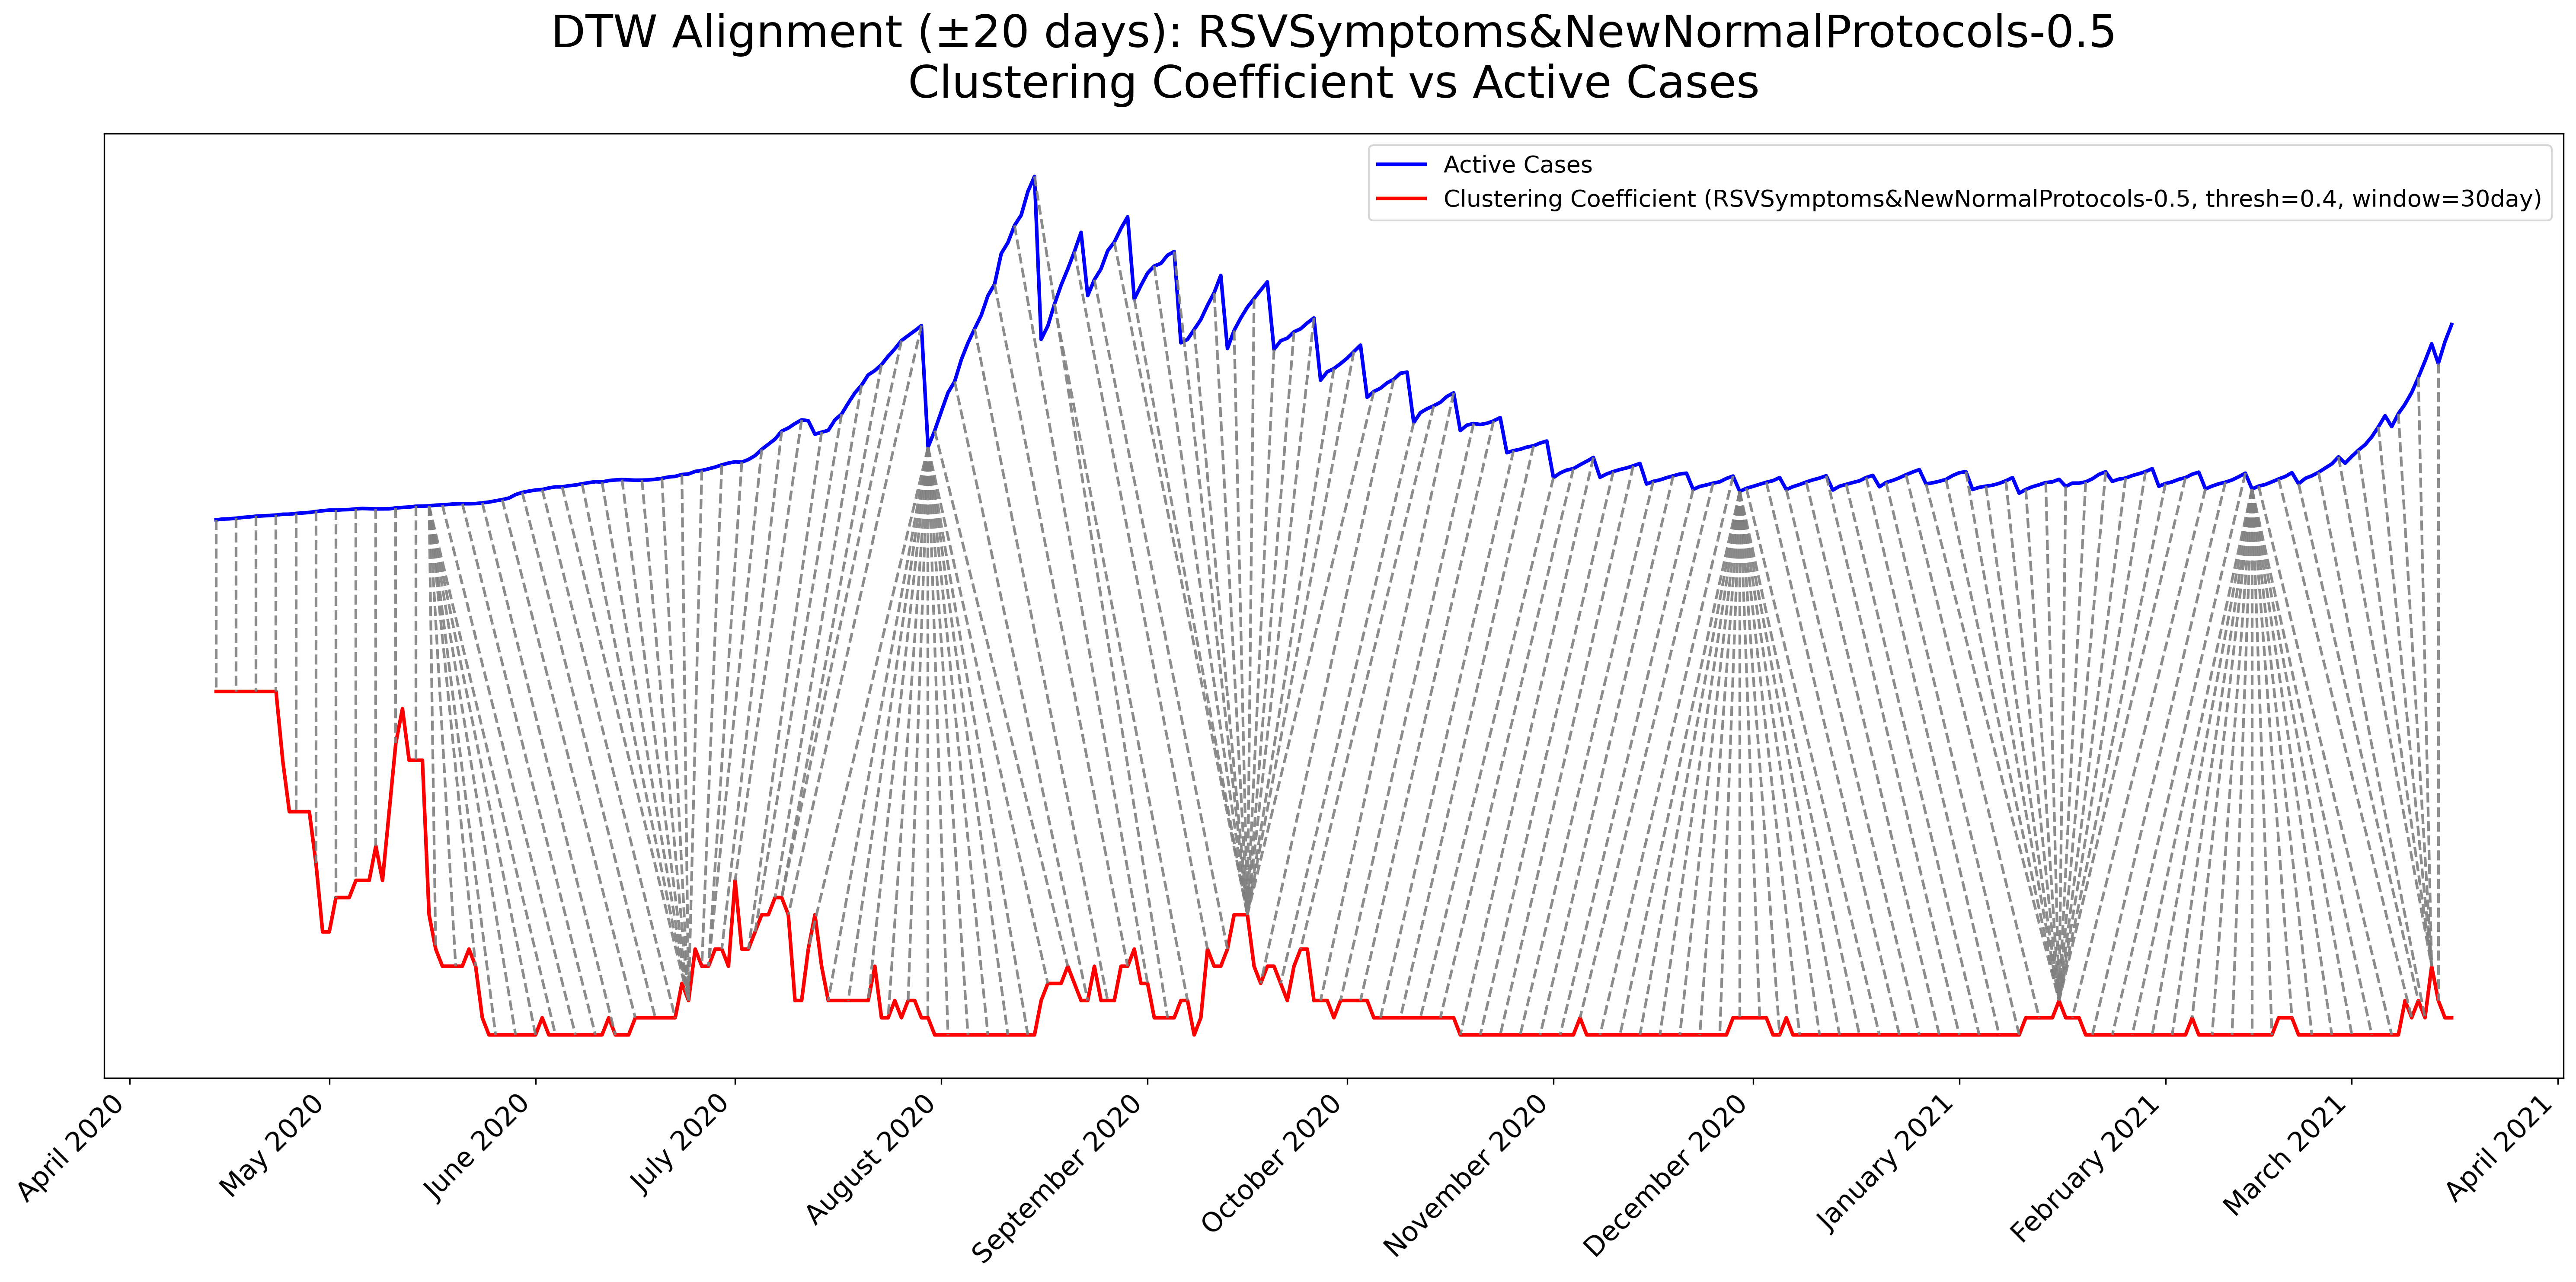 DTW Alignment (±20 days): RSVSymptoms&NewNormalProtocols-0.5
Clustering Coefficient vs Active Cases
Active Cases
Clustering Coefficient (RSVSymptoms&NewNormalProtocols-0.5, thresh=0.4, window=30day)
April 2020
May 2020
June 2020
July 2020
August 2020
September 2020
October 2020
November 2020
December 2020
January 2021
February 2021
March 2021
April 2021